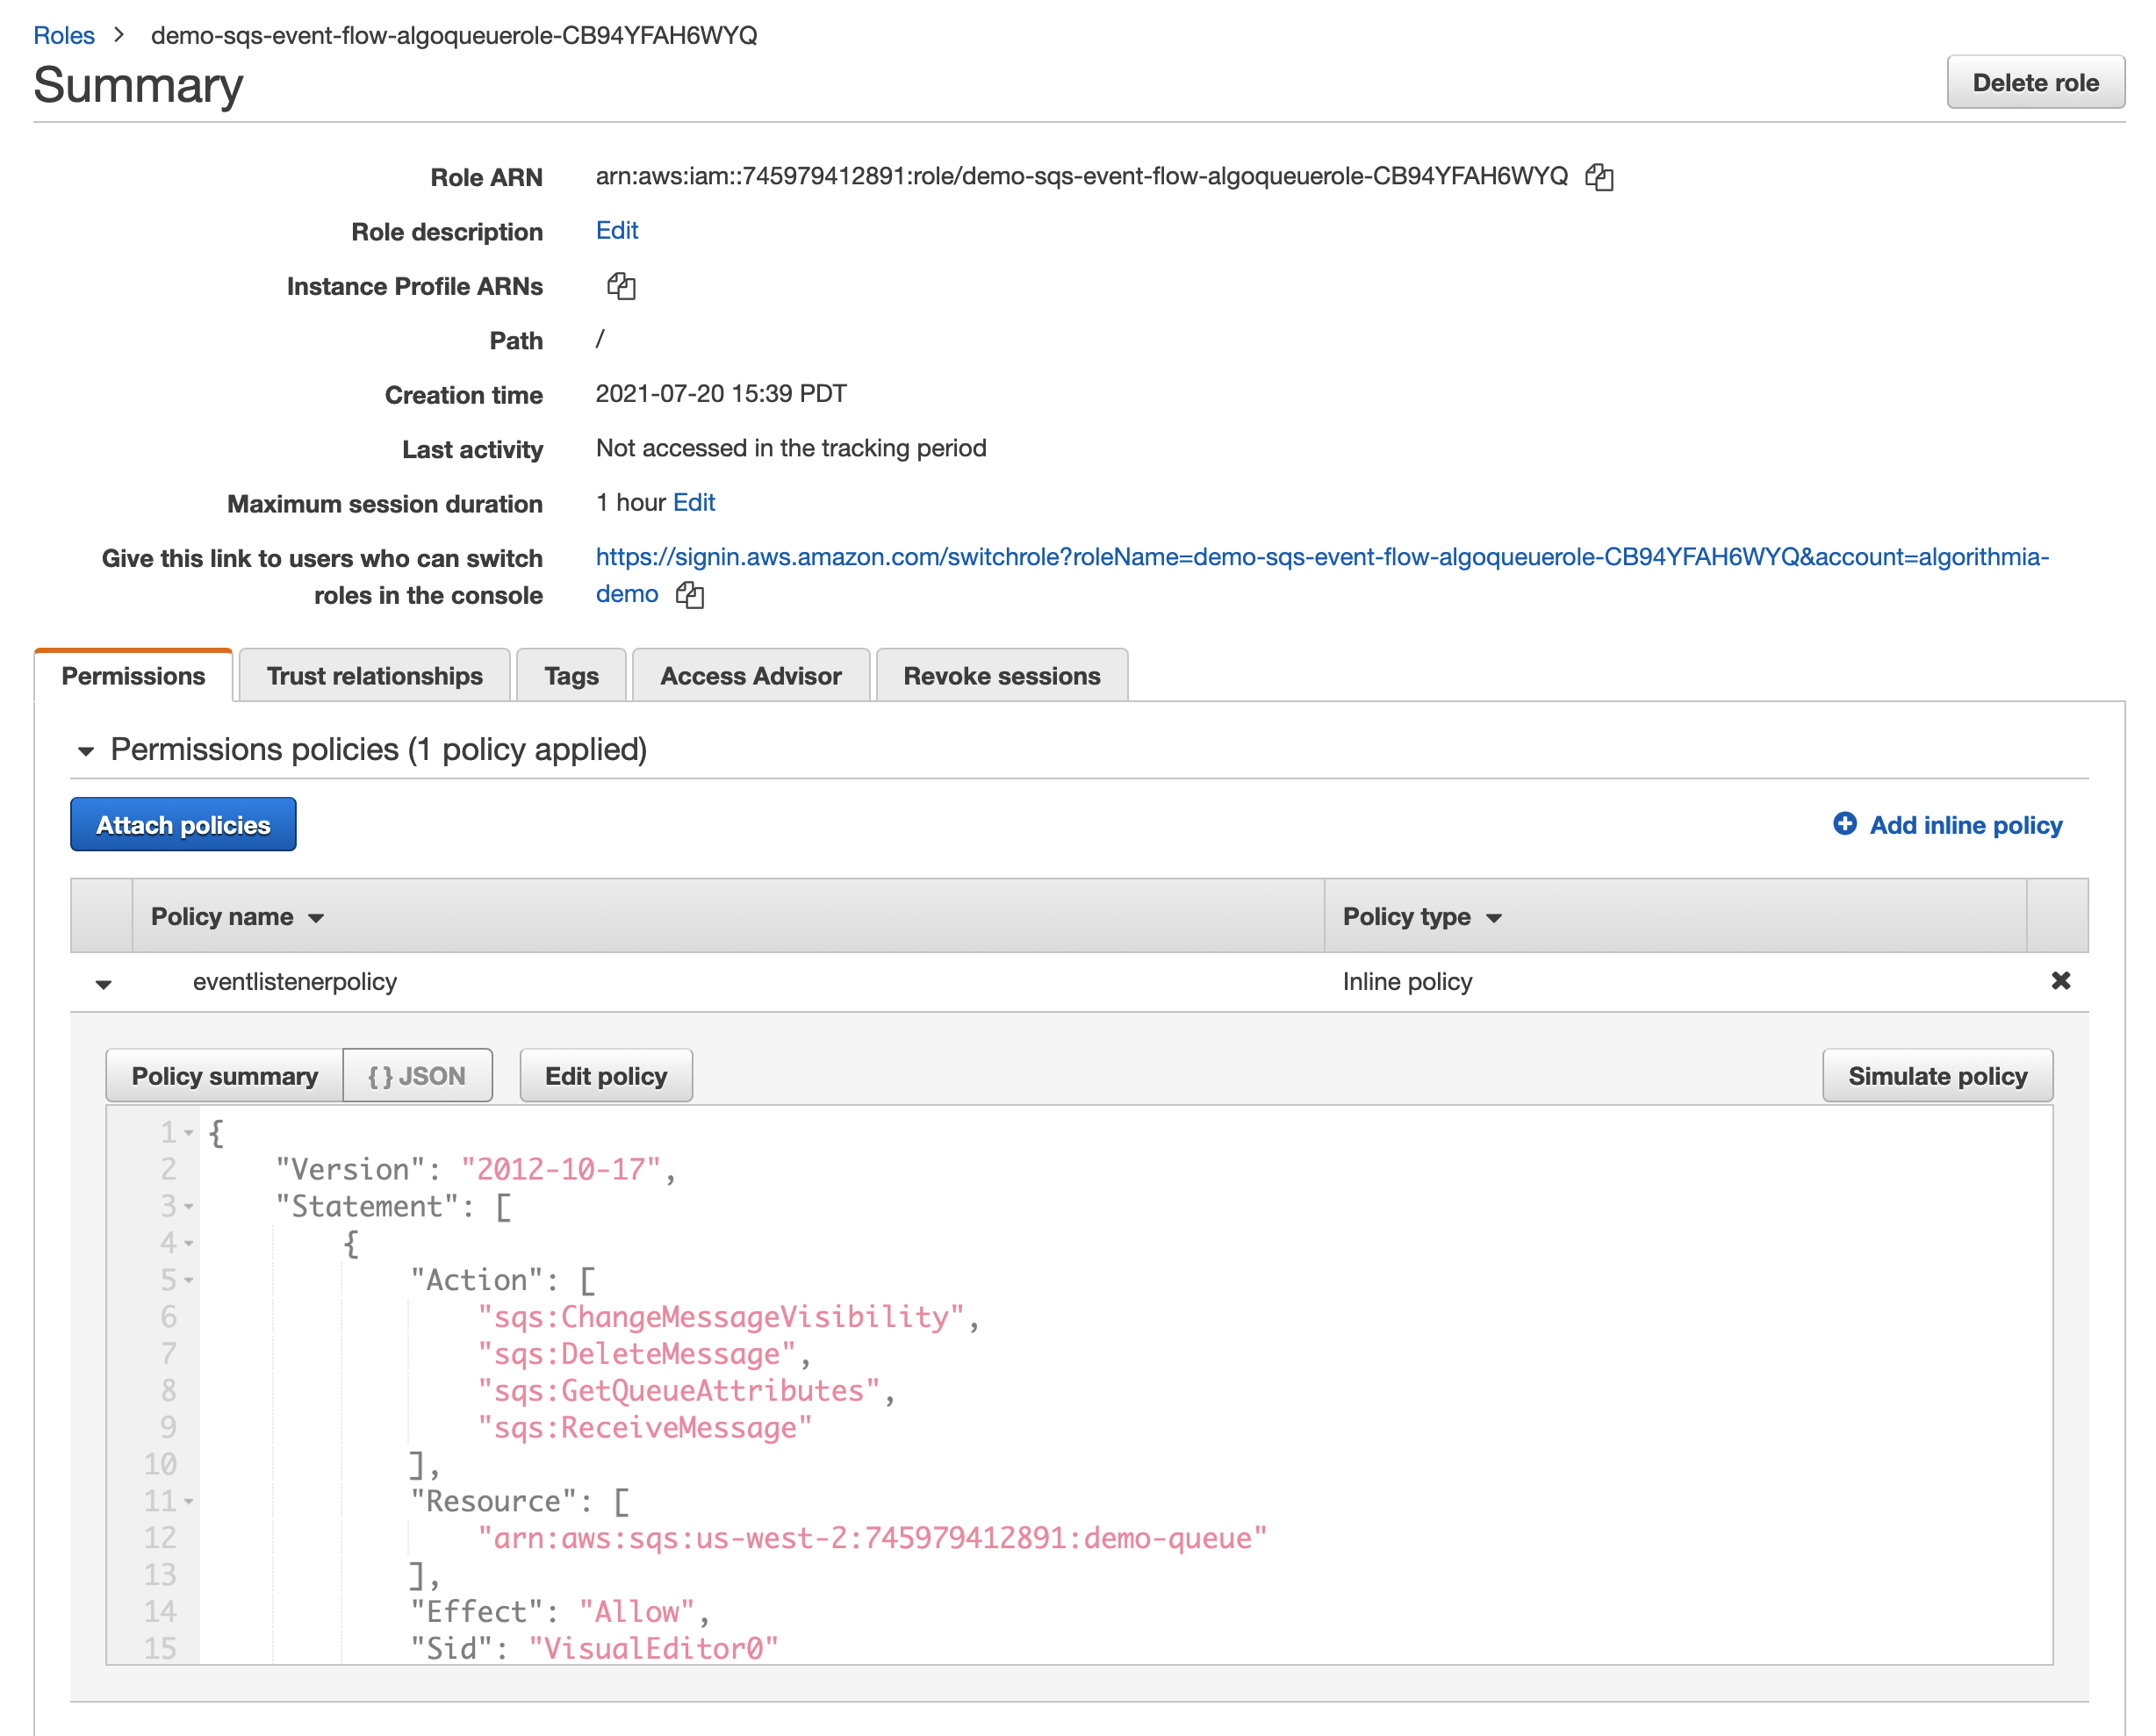 Roles > demo-sqs-event-flow-algoqueuerole-CB94YFAH6WYQ
Summary
Delete role
Role ARN arn:aws:iam::745979412891:role/demo-sqs-event-flow-algoqueuerole-CB94YFAH6WYQ
Role description Edit
Instance Profile ARNs
Path /
Creation time 2021-07-20 15:39 PDT
Last activity Not accessed in the tracking period
Maximum session duration 1 hour Edit
Give this link to users who can switch https://signin.aws.amazon.com/switchrole?roleName=demo-sqs-event-flow-algoqueuerole-CB94YFAH6WYQ&account=algorithmia-
roles in the console demo
Permissions Trust relationships Tags Access Advisor Revoke sessions
Permissions policies (1 policy applied)
Attach policies Add inline policy
Policy name Policy type
eventlistenerpolicy Inline policy
Policy summary { } JSON Edit policy Simulate policy
1 {
2 "Version": "2012-10-17",
3 "Statement": [
4 {
5 "Action": [
6 "sqs:ChangeMessageVisibility",
7 "sqs:DeleteMessage",
8 "sqs:GetQueueAttributes",
9 "sqs:ReceiveMessage"
10 ],
11 "Resource": [
12 "arn:aws:sqs:us-west-2:745979412891:demo-queue"
13 ],
14 "Effect": "Allow",
15 "Sid": "VisualEditor0"